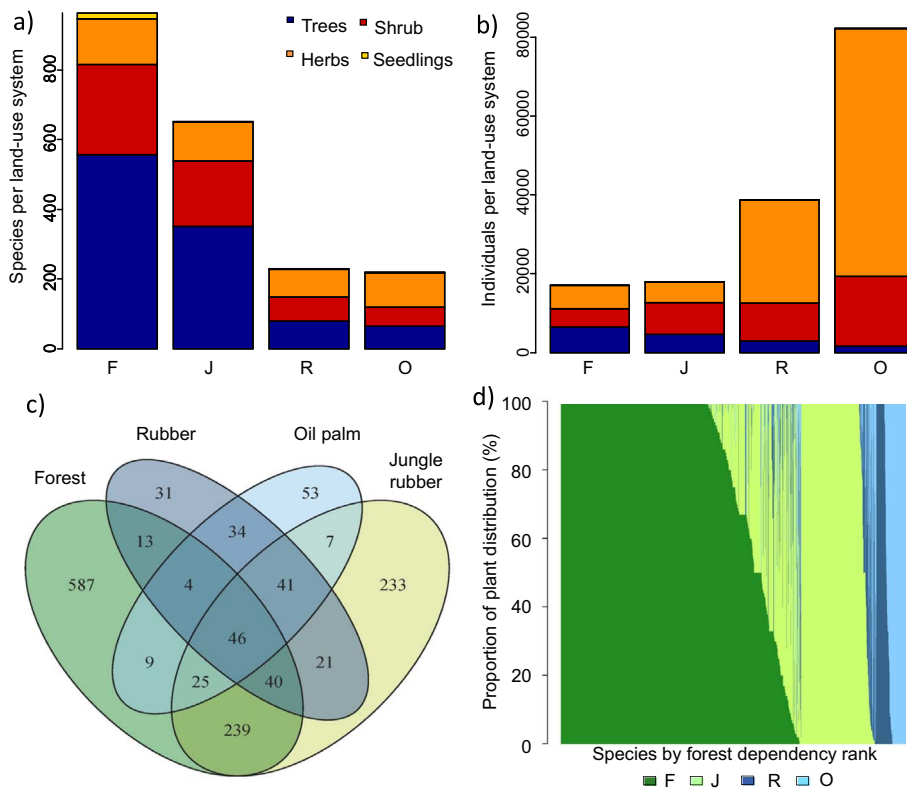 a)
Species per land-use system
0 200 400 600 800
Trees Shrub
Herbs Seedlings
F J R O
b)
Individuals per land-use system
0 20000 40000 60000 80000
F J R O
c)
Forest
Rubber
Oil palm
Jungle
rubber
31 53
34
13 7
587 4 41 233
46
9 25 40 21
239
d)
Proportion of plant distribution (%)
0 20 40 60 80 100
Species by forest dependency rank
F J R O